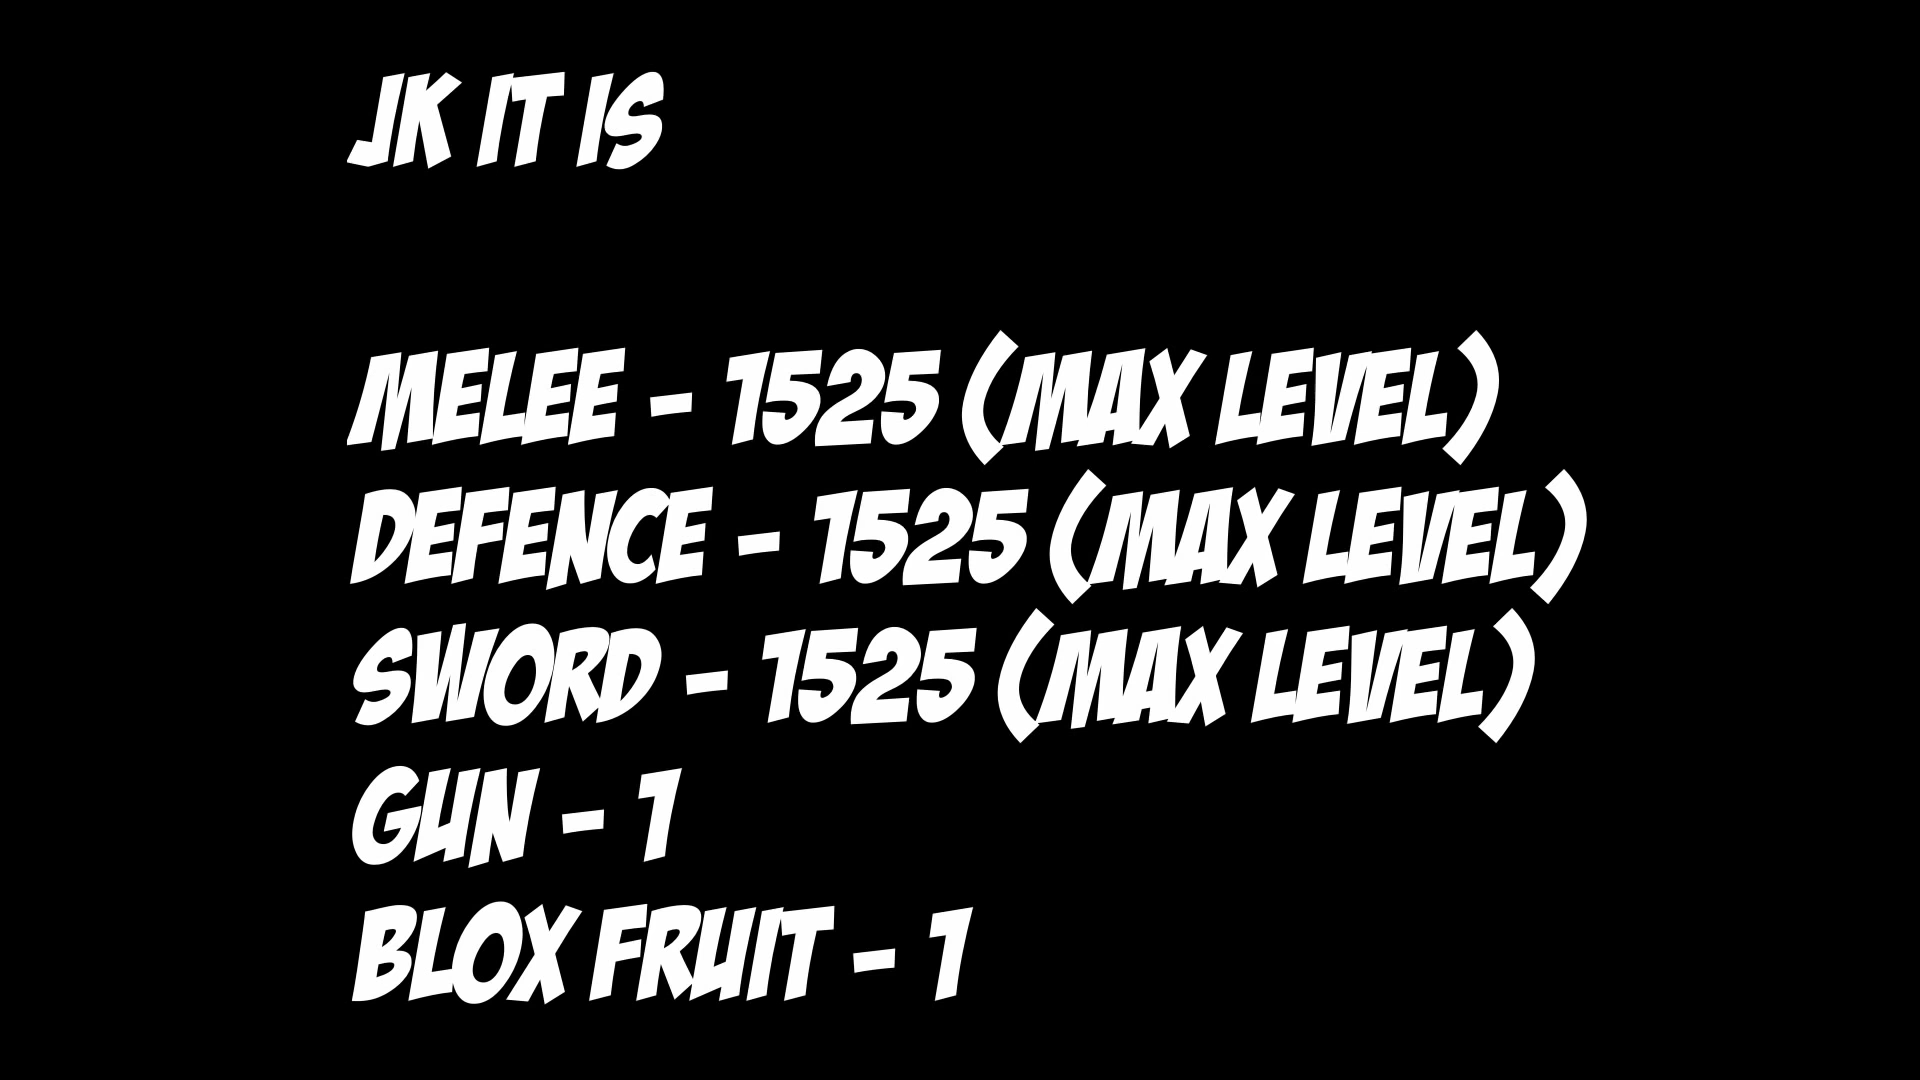 JK IT IS
MELEE - 1525 (MAX LEVEL)
DEFENCE - 1525 (MAX LEVEL)
SWORD - 1525 (MAX LEVEL)
GUN - 1
BLOX FRUIT - 1